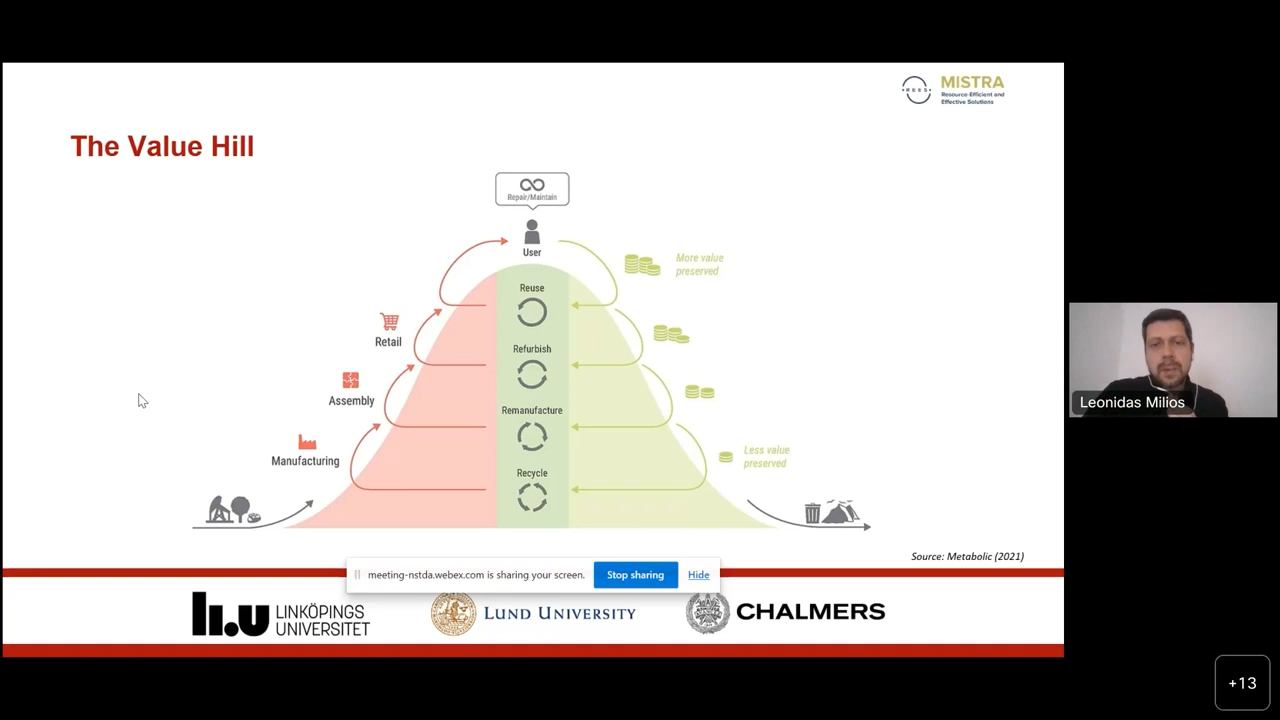 REES
MISTRA
Resource-Efficient and
Effective Solutions
The Value Hill
Repair/Maintain
User
More value
preserved
Reuse
Retail
Refurbish
Assembly
Remanufacture
Manufacturing
Less value
preserved
Recycle
Source: Metabolic (2021)
meeting-nstda.webex.com is sharing your screen.
Stop sharing
Hide
LINKÖPINGS
UNIVERSITET
LUND UNIVERSITY
CHALMERS
Leonidas Milios
+13